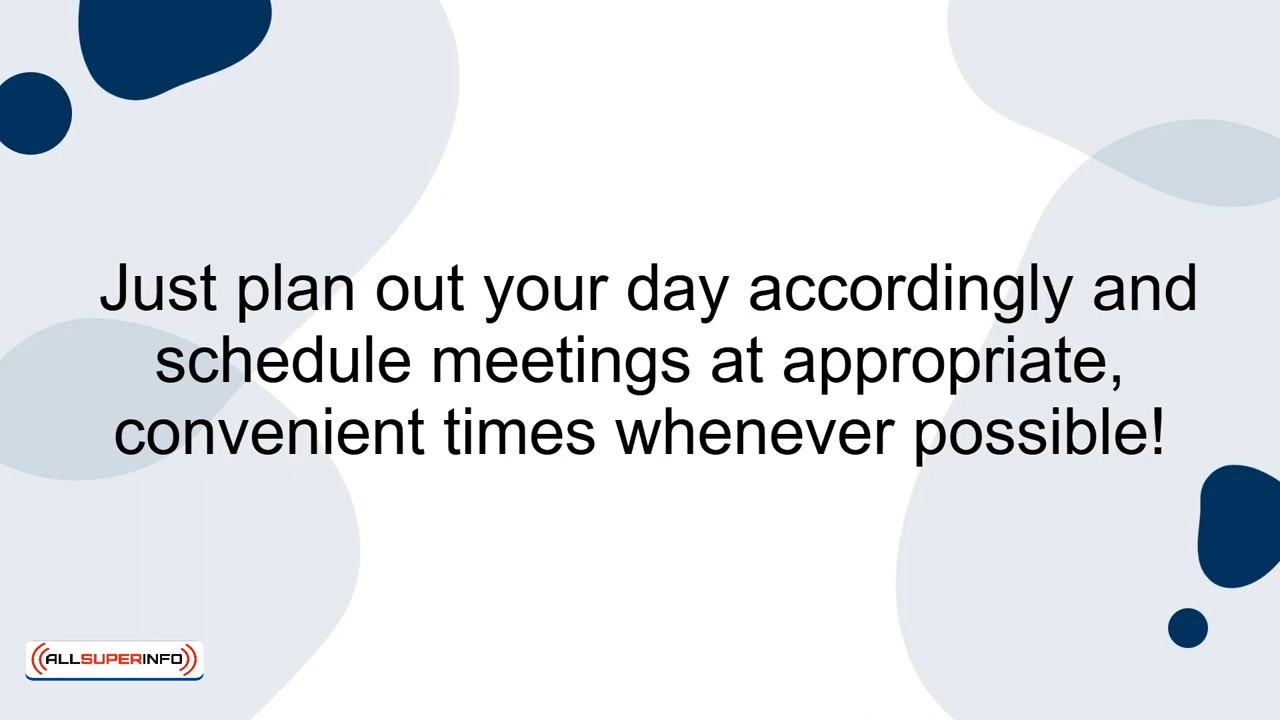 Just plan out your day accordingly and
schedule meetings at appropriate,
convenient times whenever possible!
ALLSUPERINFO